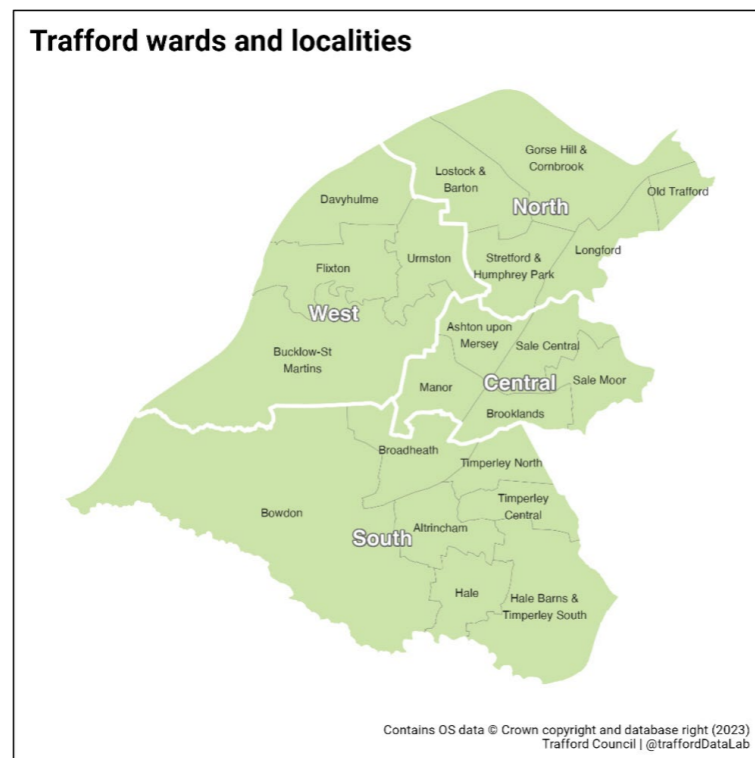 Trafford wards and localities
Gorse Hill &
Cornbrook
Lostock &
Barton
Old Trafford
Davyhulme
North
Longford
Urmston
Stretford &
Humphrey Park
Flixton
West
Ashton upon
Mersey
Sale Central
Bucklow-St
Martins
Manor
Central
Sale Moor
Brooklands
Broadheath
Timperley North
Timperley
Central
Bowdon
Altrincham
South
Hale
Hale Barns &
Timperley South
Contains OS data © Crown copyright and database right (2023)
Trafford Council | @traffordDataLab